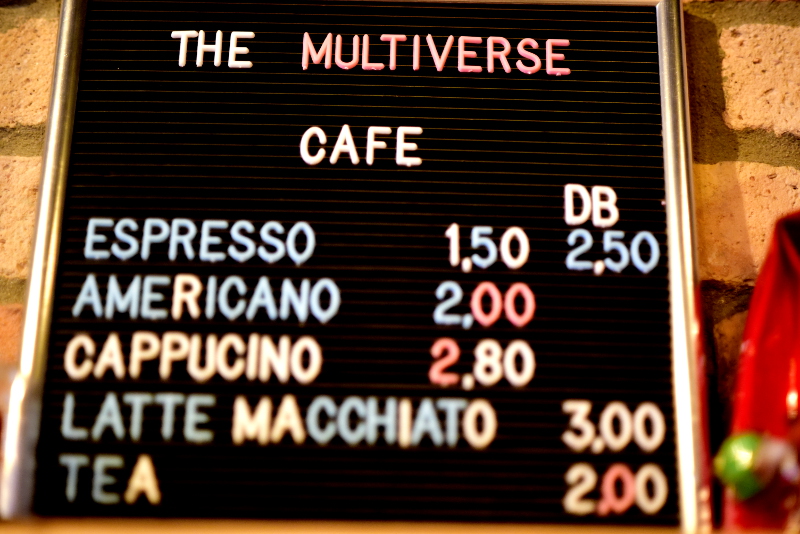 THE MULTIVERSE
CAFE
DB
ESPRESSO 1,50 2,50
AMERICANO 2,00
CAPPUCINO 2,80
LATTE MACCHIATO 3,00
TEA 2,00